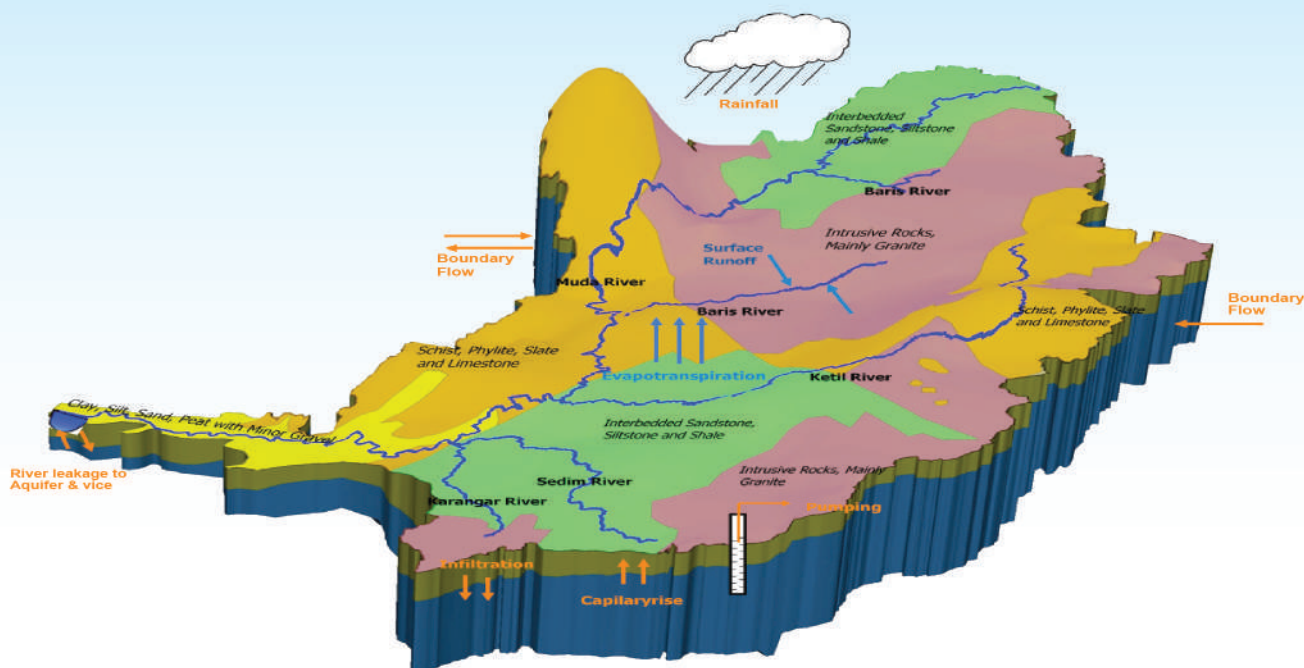 Rainfall
Interbedded
Sandstone, Siltstone
and Shale
Baris River
Intrusive Rocks,
Mainly Granite
Boundary
Flow
Surface
Runoff
Muda River
Baris River
Boundary
Flow
Schist, Phylite, Slate
and Limestone
Schist, Phylite, Slate
and Limestone
Evapotranspiration
Ketil River
Clay, Silt, Sand, Peat with Minor Gravel
Interbedded Sandstone,
Siltstone and Shale
River leakage to
Aquifer & vice
Intrusive Rocks, Mainly
Granite
Sedim River
Karangar River
Pumping
Infiltration
Capilaryrise